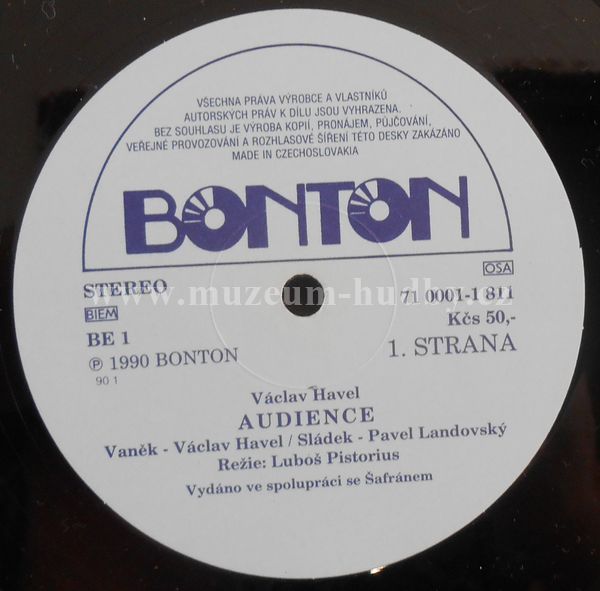 VŠECHNA PRÁVA VÝROBCE A VLASTNÍKŮ
AUTORSKÝCH PRÁV K DÍLU JSOU VYHRAZENA.
BEZ SOUHLASU JE VÝROBA KOPIÍ, PRONÁJEM, PŮJČOVÁNÍ,
VEŘEJNÉ PROVOZOVÁNÍ A ROZHLASOVÉ ŠÍŘENÍ TÉTO DESKY ZAKÁZÁNO
MADE IN CZECHOSLOVAKIA
BONTON
STEREO
OSA
www.muzeum-hudby.cz
BIEM
71 0001-1 811
Kčs 50,-
BE 1
1. STRANA
℗ 1990 BONTON
90 1
Václav Havel
AUDIENCE
Vaněk - Václav Havel / Sládek - Pavel Landovský
Režie: Luboš Pistorius
Vydáno ve spolupráci se Šafránem